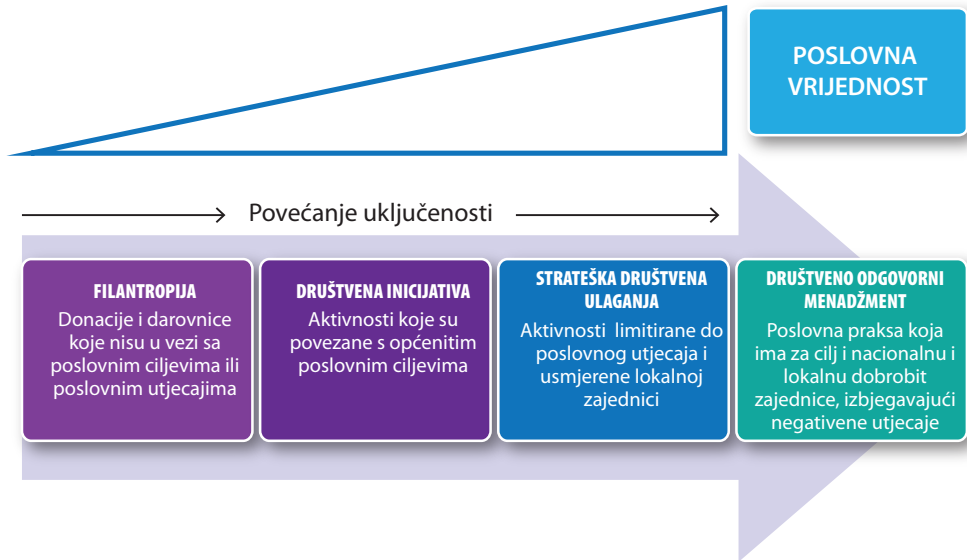 POSLOVNA
VRIJEDNOST
Povećanje uključenosti
FILANTROPIJA
Donacije i darovnice
koje nisu u vezi sa
poslovnim ciljevima ili
poslovnim utjecajima
DRUŠTVENA INICIJATIVA
Aktivnosti koje su
povezane s općenitim
poslovnim ciljevima
STRATEŠKA DRUŠTVENA
ULAGANJA
Aktivnosti limitirane do
poslovnog utjecaja i
usmjerene lokalnoj
zajednici
DRUŠTVENO ODGOVORNI
MENADŽMENT
Poslovna praksa koja
ima za cilj i nacionalnu i
lokalnu dobrobit
zajednice, izbjegavajući
negativene utjecaje